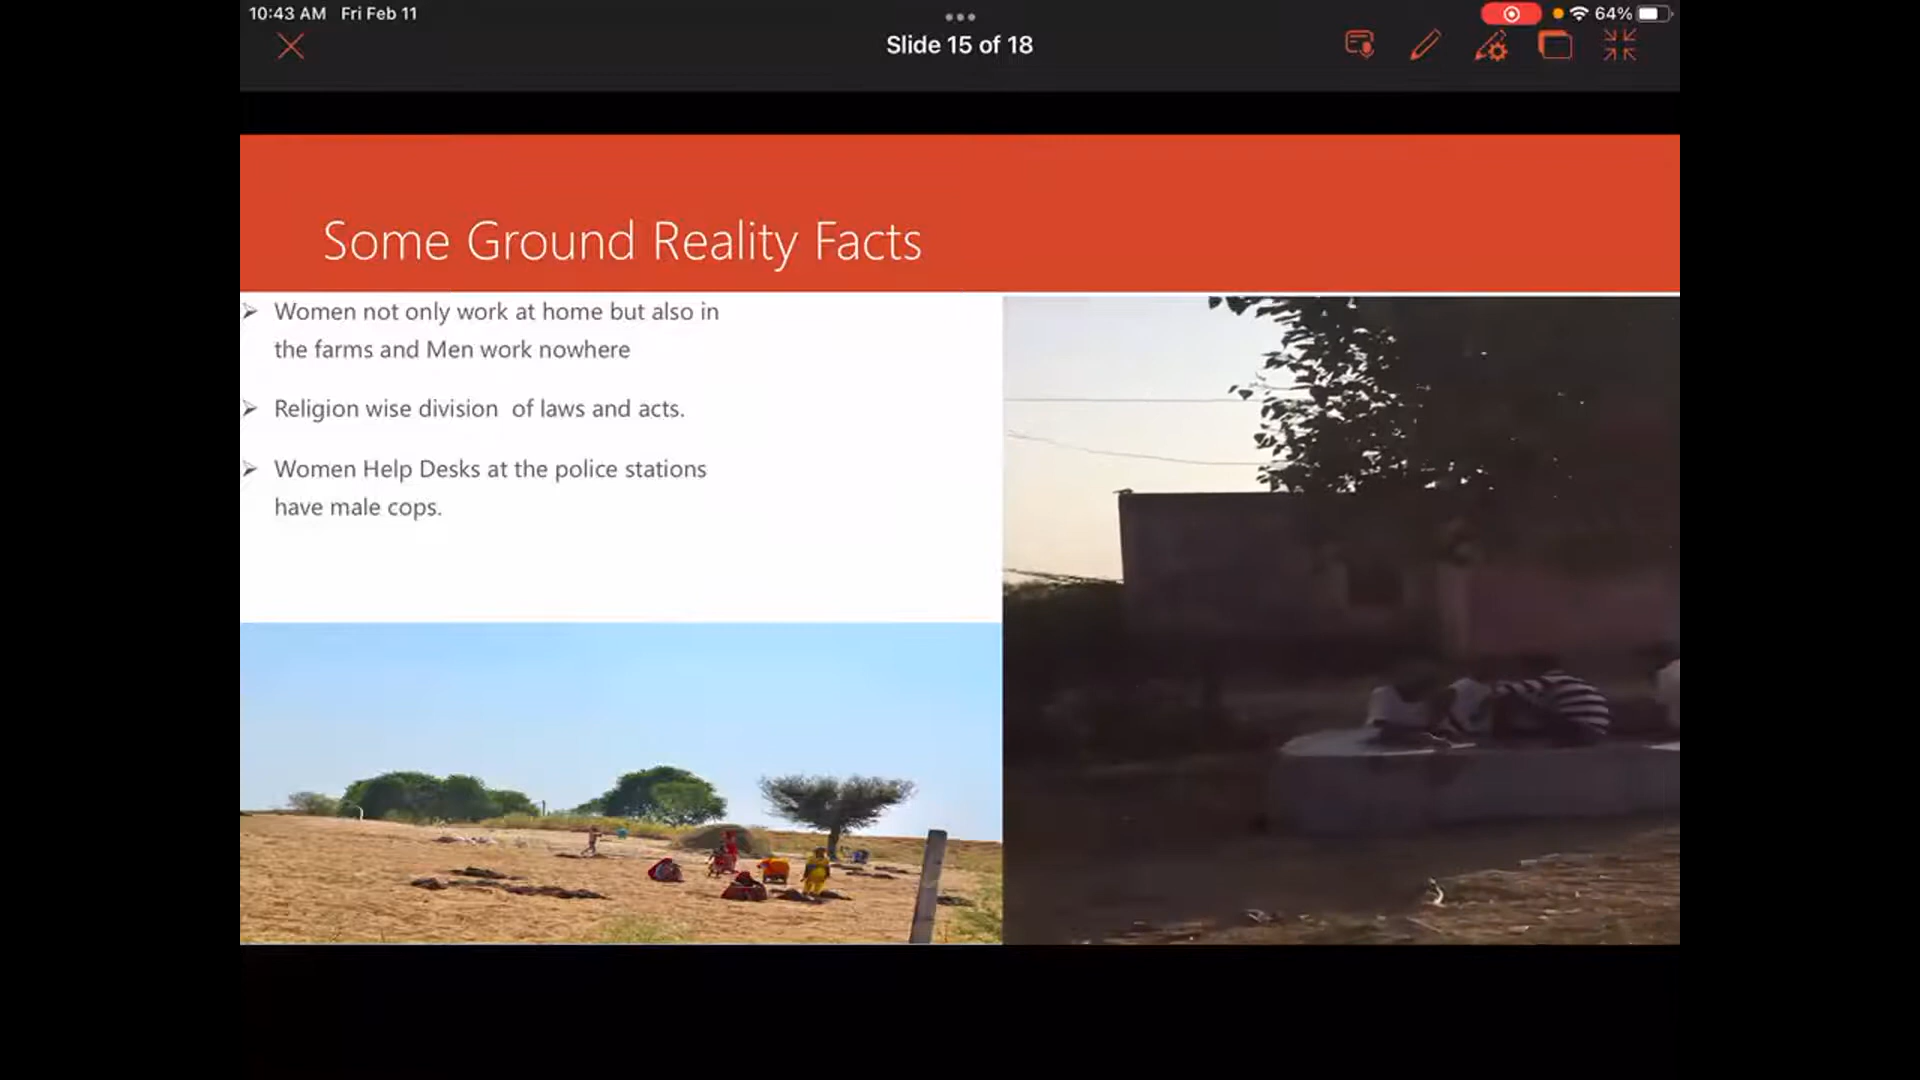 10:43 AM Fri Feb 11
64%
Slide 15 of 18
Some Ground Reality Facts
Women not only work at home but also in
the farms and Men work nowhere
Religion wise division of laws and acts.
Women Help Desks at the police stations
have male cops.